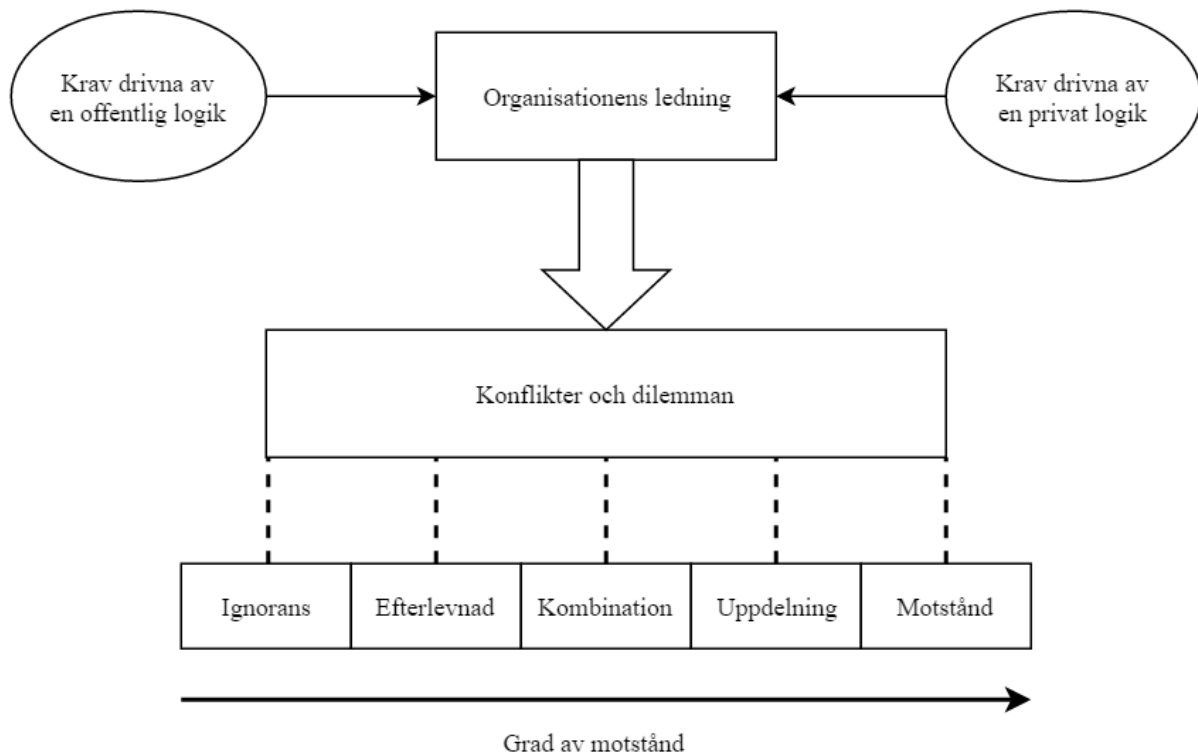 Krav drivna av
en offentlig logik
Organisationens ledning
Krav drivna av
en privat logik
Konflikter och dilemman
Ignorans
Efterlevnad
Kombination
Uppdelning
Motstånd
Grad av motstånd